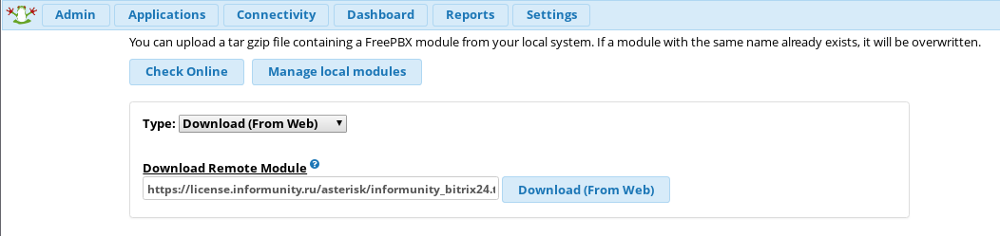 Admin Applications Connectivity Dashboard Reports Settings
You can upload a tar gzip file containing a FreePBX module from your local system. If a module with the same name already exists, it will be overwritten.
Check Online Manage local modules
Type: Download (From Web)
Download Remote Module ?
https://license.informunity.ru/asterisk/informunity_bitrix24.t Download (From Web)